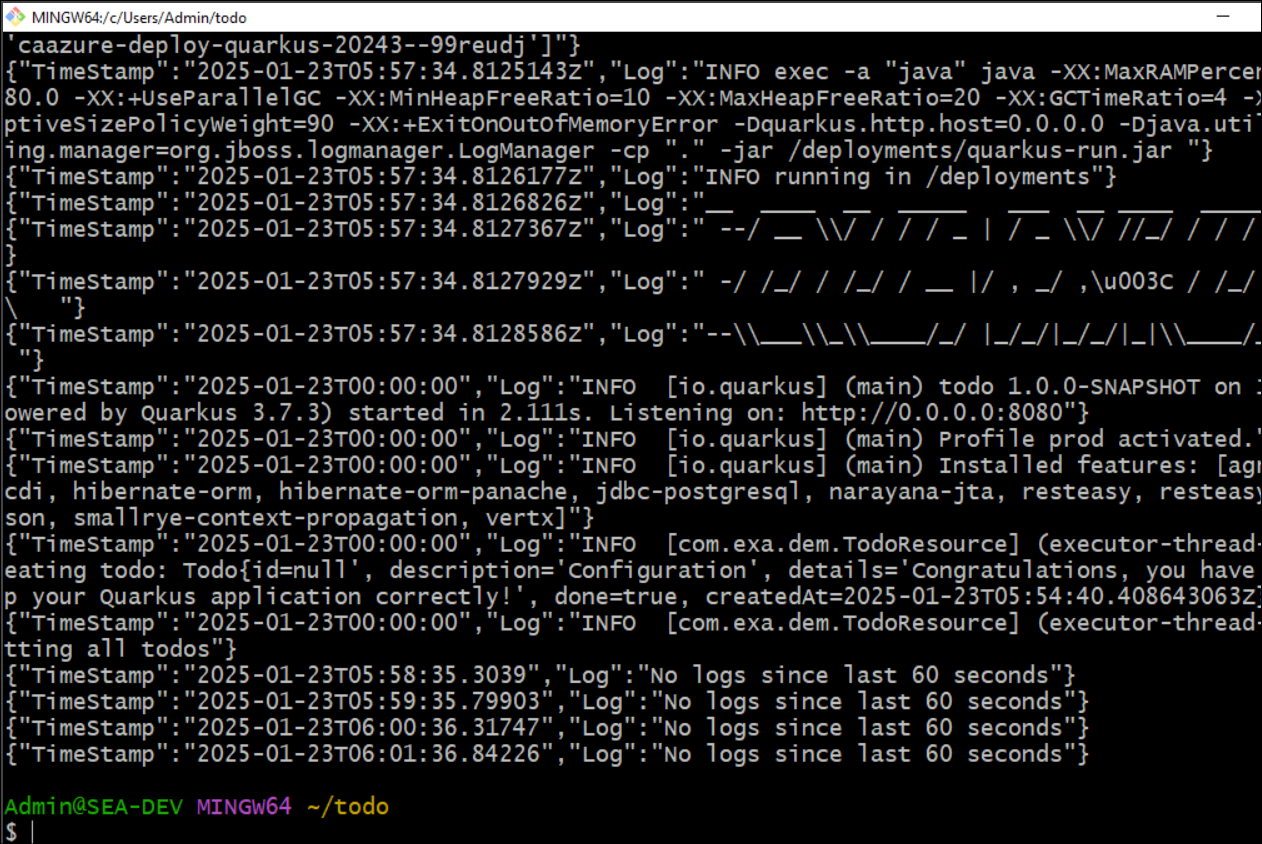 MINGW64:/c/Users/Admin/todo
'caazure-deploy-quarkus-20243--99reudj']"}
{"TimeStamp":"2025-01-23T05:57:34.8125143Z","Log":"INFO exec -a "java" java -XX:MaxRAMPercen
80.0 -XX:+UseParallelGC -XX:MinHeapFreeRatio=10 -XX:MaxHeapFreeRatio=20 -XX:GCTimeRatio=4 -X
ptiveSizePolicyWeight=90 -XX:+ExitOnOutOfMemoryError -Dquarkus.http.host=0.0.0.0 -Djava.util
ing.manager=org.jboss.logmanager.LogManager -cp "." -jar /deployments/quarkus-run.jar "}
{"TimeStamp":"2025-01-23T05:57:34.8126177Z","Log":"INFO running in /deployments"}
{"TimeStamp":"2025-01-23T05:57:34.8126826Z","Log":"__  ____  __  _____   ___  __ ____  ____
{"TimeStamp":"2025-01-23T05:57:34.8127367Z","Log":" --/ __ \\/ / / / _ | / _ \\/ //_/ / / /
}
{"TimeStamp":"2025-01-23T05:57:34.8127929Z","Log":" -/ /_/ / /_/ / __ |/ , _/ ,\u003c / /_/
\   "}
{"TimeStamp":"2025-01-23T05:57:34.8128586Z","Log":"--\\___\\_\\____/_/ |_/_/|_/_/|_|\\____/_
 "}
{"TimeStamp":"2025-01-23T00:00:00","Log":"INFO  [io.quarkus] (main) todo 1.0.0-SNAPSHOT on
owered by Quarkus 3.7.3) started in 2.111s. Listening on: http://0.0.0.0:8080"}
{"TimeStamp":"2025-01-23T00:00:00","Log":"INFO  [io.quarkus] (main) Profile prod activated."
{"TimeStamp":"2025-01-23T00:00:00","Log":"INFO  [io.quarkus] (main) Installed features: [agr
cdi, hibernate-orm, hibernate-orm-panache, jdbc-postgresql, narayana-jta, resteasy, resteasy
son, smallrye-context-propagation, vertx]"}
{"TimeStamp":"2025-01-23T00:00:00","Log":"INFO  [com.exa.dem.TodoResource] (executor-thread-
eating todo: Todo{id=null', description='Configuration', details='Congratulations, you have
p your Quarkus application correctly!', done=true, createdAt=2025-01-23T05:54:40.408643063Z}
{"TimeStamp":"2025-01-23T00:00:00","Log":"INFO  [com.exa.dem.TodoResource] (executor-thread-
tting all todos"}
{"TimeStamp":"2025-01-23T05:58:35.3039","Log":"No logs since last 60 seconds"}
{"TimeStamp":"2025-01-23T05:59:35.79903","Log":"No logs since last 60 seconds"}
{"TimeStamp":"2025-01-23T06:00:36.31747","Log":"No logs since last 60 seconds"}
{"TimeStamp":"2025-01-23T06:01:36.84226","Log":"No logs since last 60 seconds"}
Admin@SEA-DEV MINGW64 ~/todo
$